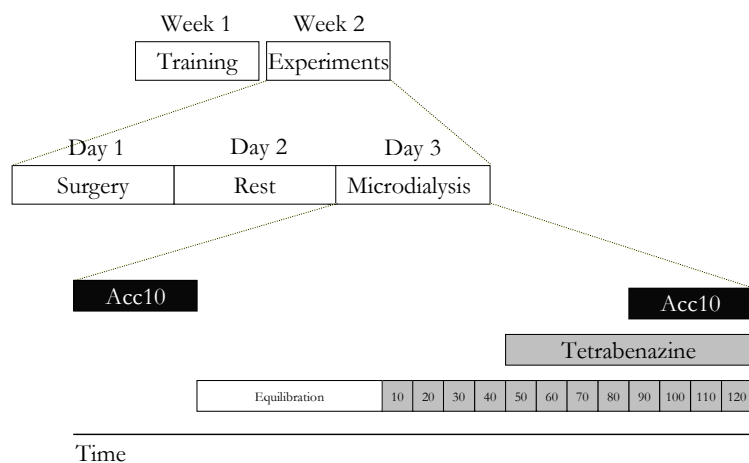 Week 1 Week 2
Training Experiments
Day 1 Day 2 Day 3
Surgery Rest Microdialysis
Acc10 Acc10
Tetrabenazine
Equilibration 10 20 30 40 50 60 70 80 90 100 110 120
Time